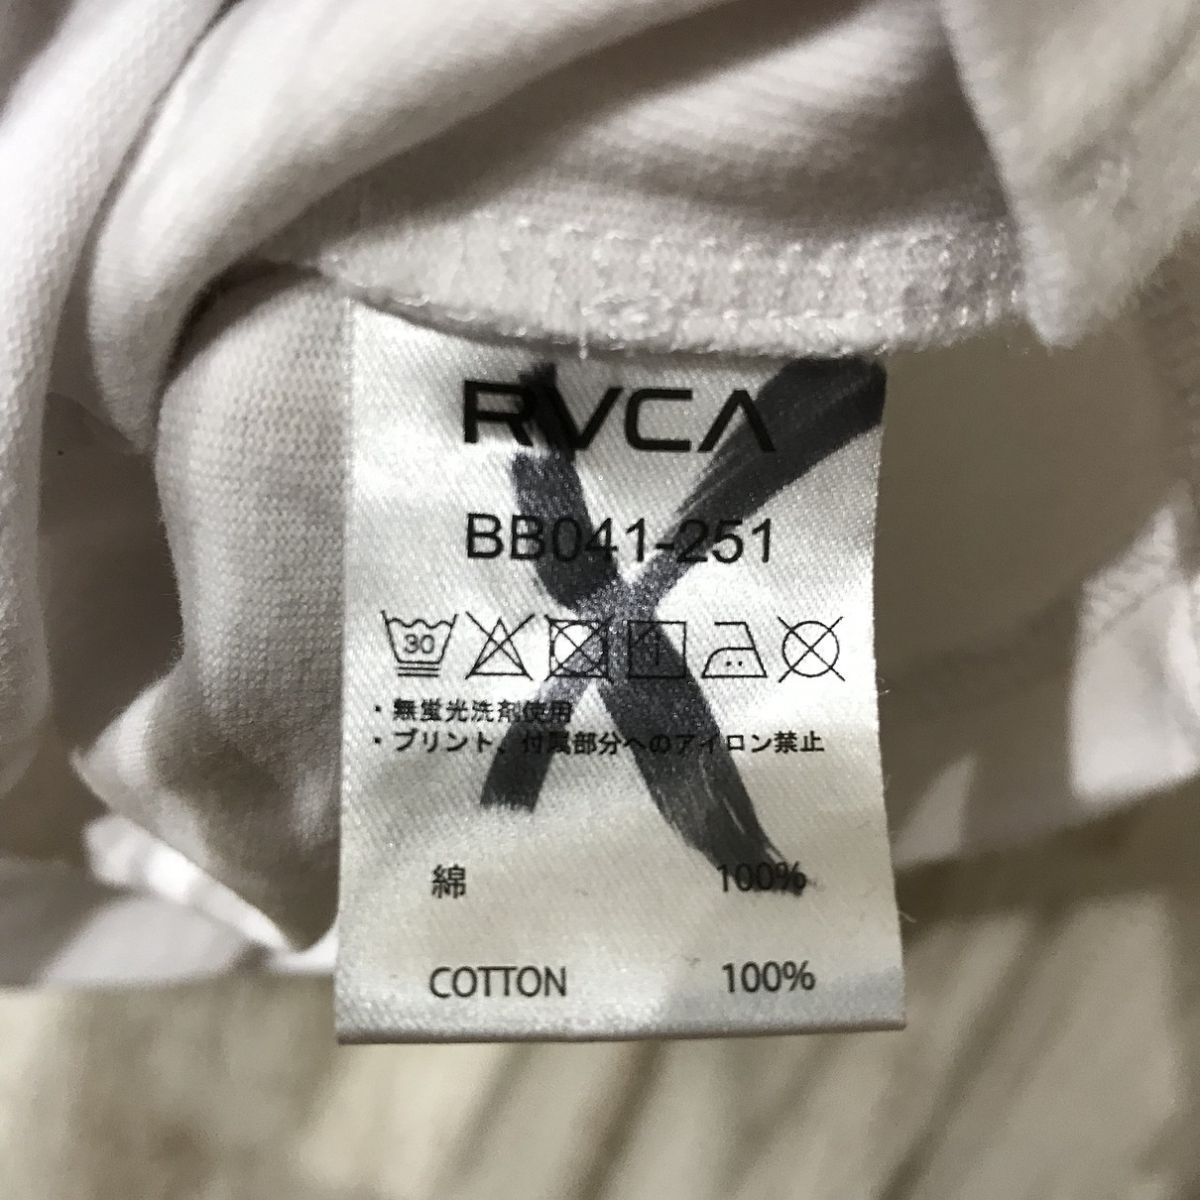 RVCA
BB041-251
30
・無蛍光洗剤使用
・プリント、付属部分へのアイロン禁止
綿 100%
COTTON 100%